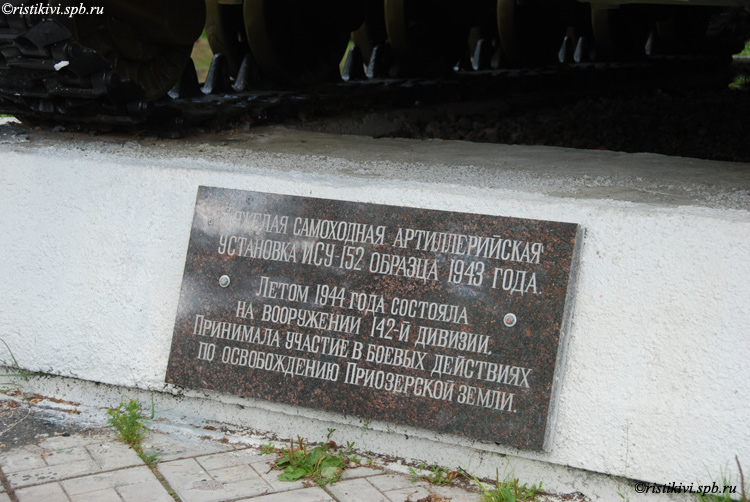 ©ristikivi.spb.ru
ТЯЖЕЛАЯ САМОХОДНАЯ АРТИЛЛЕРИЙСКАЯ
УСТАНОВКА ИСУ-152 ОБРАЗЦА 1943 ГОДА.
ЛЕТОМ 1944 ГОДА СОСТОЯЛА
НА ВООРУЖЕНИИ 142-Й ДИВИЗИИ.
ПРИНИМАЛА УЧАСТИЕ В БОЕВЫХ ДЕЙСТВИЯХ
ПО ОСВОБОЖДЕНИЮ ПРИОЗЕРСКОЙ ЗЕМЛИ.
©ristikivi.spb.ru